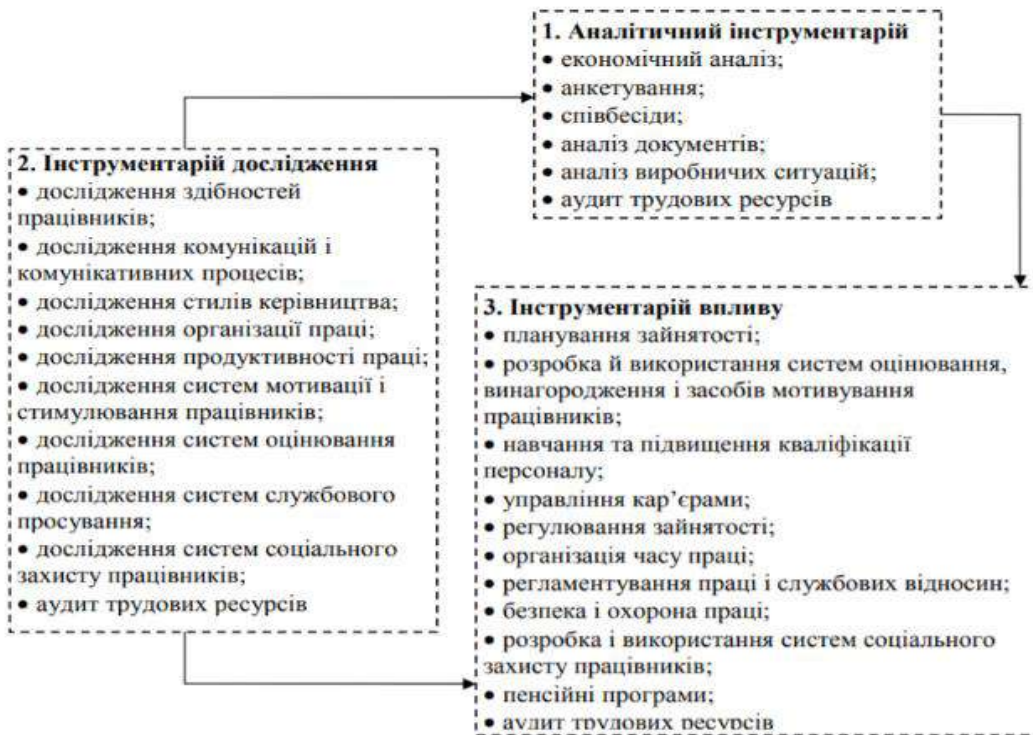 1. Аналітичний інструментарій
• економічний аналіз;
• анкетування;
• співбесіди;
• аналіз документів;
• аналіз виробничих ситуацій;
• аудит трудових ресурсів
2. Інструментарій дослідження
• дослідження здібностей
працівників;
• дослідження комунікацій і
комунікативних процесів;
• дослідження стилів керівництва;
• дослідження організації праці;
• дослідження продуктивності праці;
• дослідження систем мотивації і
стимулювання працівників;
• дослідження систем оцінювання
працівників;
• дослідження систем службового
просування;
• дослідження систем соціального
захисту працівників;
• аудит трудових ресурсів
3. Інструментарій впливу
• планування зайнятості;
• розробка й використання систем оцінювання,
винагородження і засобів мотивування
працівників;
• навчання та підвищення кваліфікації
персоналу;
• управління кар’єрами;
• регулювання зайнятості;
• організація часу праці;
• регламентування праці і службових відносин;
• безпека і охорона праці;
• розробка і використання систем соціального
захисту працівників;
• пенсійні програми;
• аудит трудових ресурсів